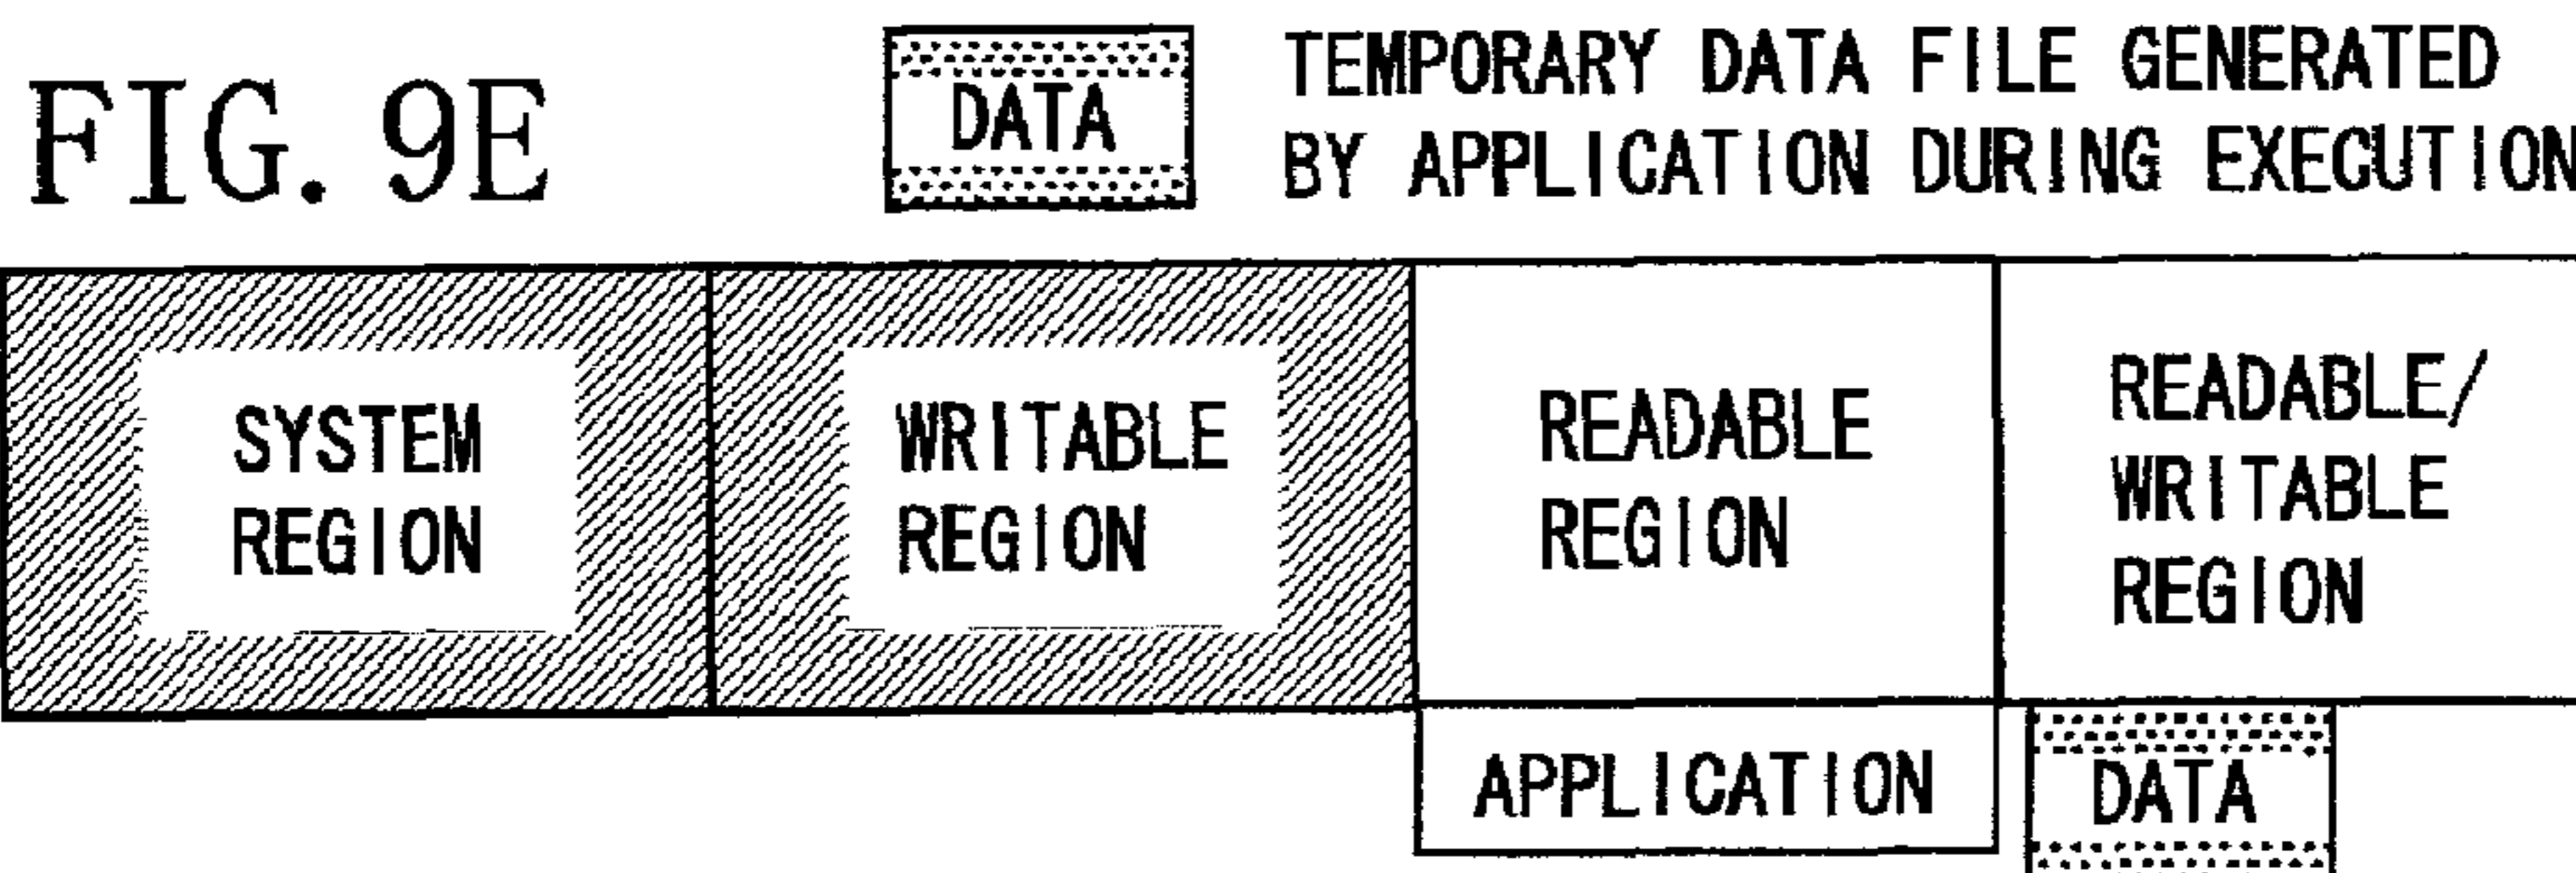 FIG. 9E
DATA
TEMPORARY DATA FILE GENERATED
BY APPLICATION DURING EXECUTION
SYSTEM
REGION
WRITABLE
REGION
READABLE
REGION
READABLE/
WRITABLE
REGION
APPLICATION
DATA